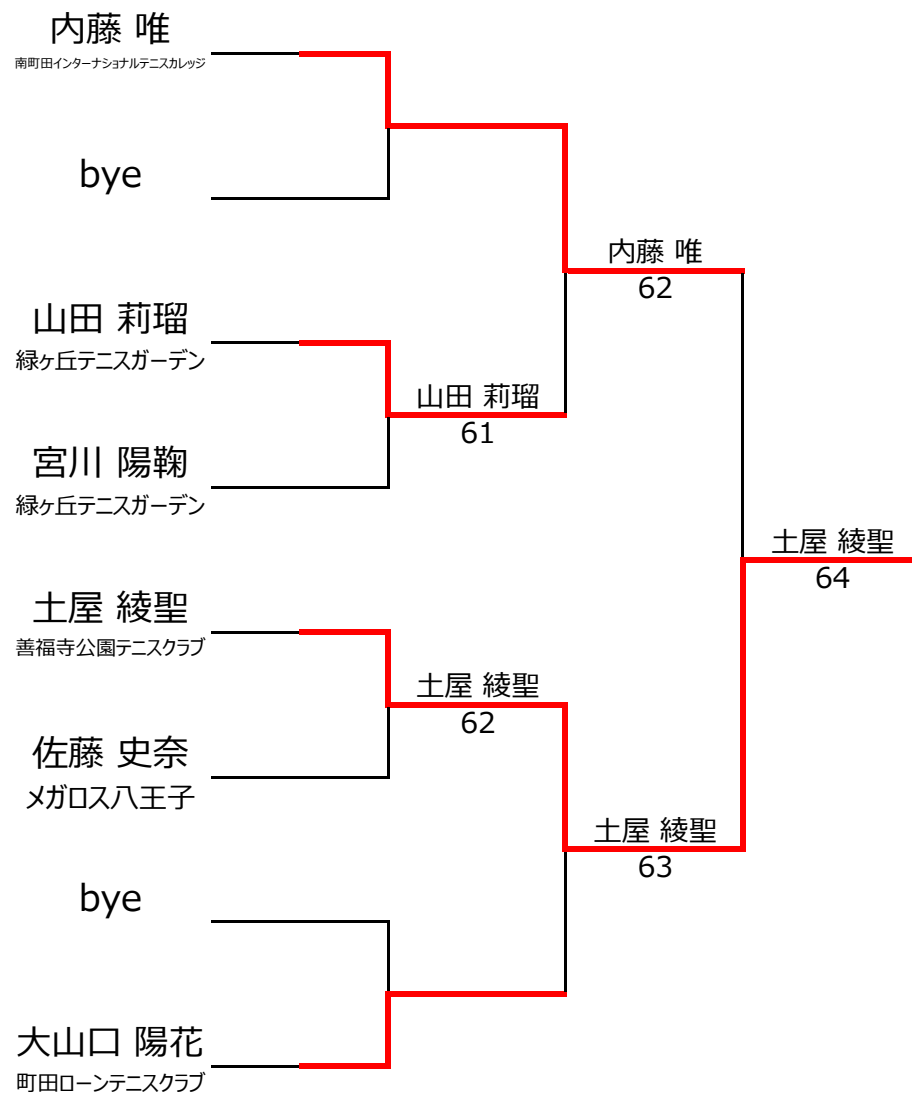 内藤 唯
南町田インターナショナルテニスカレッジ
bye
内藤 唯
62
山田 莉瑠
緑ヶ丘テニスガーデン
山田 莉瑠
61
宮川 陽鞠
緑ヶ丘テニスガーデン
土屋 綾聖
64
土屋 綾聖
善福寺公園テニスクラブ
土屋 綾聖
62
佐藤 史奈
メガロス八王子
土屋 綾聖
63
bye
大山口 陽花
町田ローンテニスクラブ